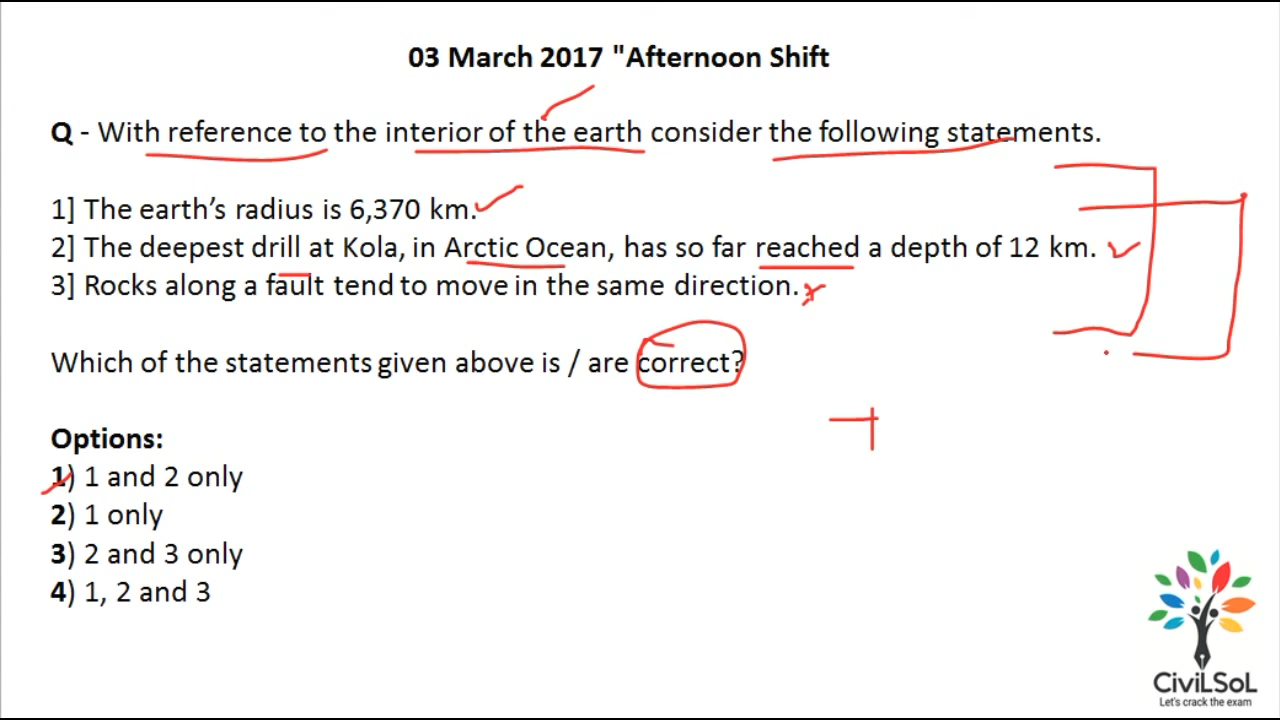 03 March 2017 "Afternoon Shift
Q - With reference to the interior of the earth consider the following statements.
1] The earth’s radius is 6,370 km.
2] The deepest drill at Kola, in Arctic Ocean, has so far reached a depth of 12 km.
3] Rocks along a fault tend to move in the same direction.
Which of the statements given above is / are correct?
Options:
1) 1 and 2 only
2) 1 only
3) 2 and 3 only
4) 1, 2 and 3
CiviLSoL
Let's crack the exam